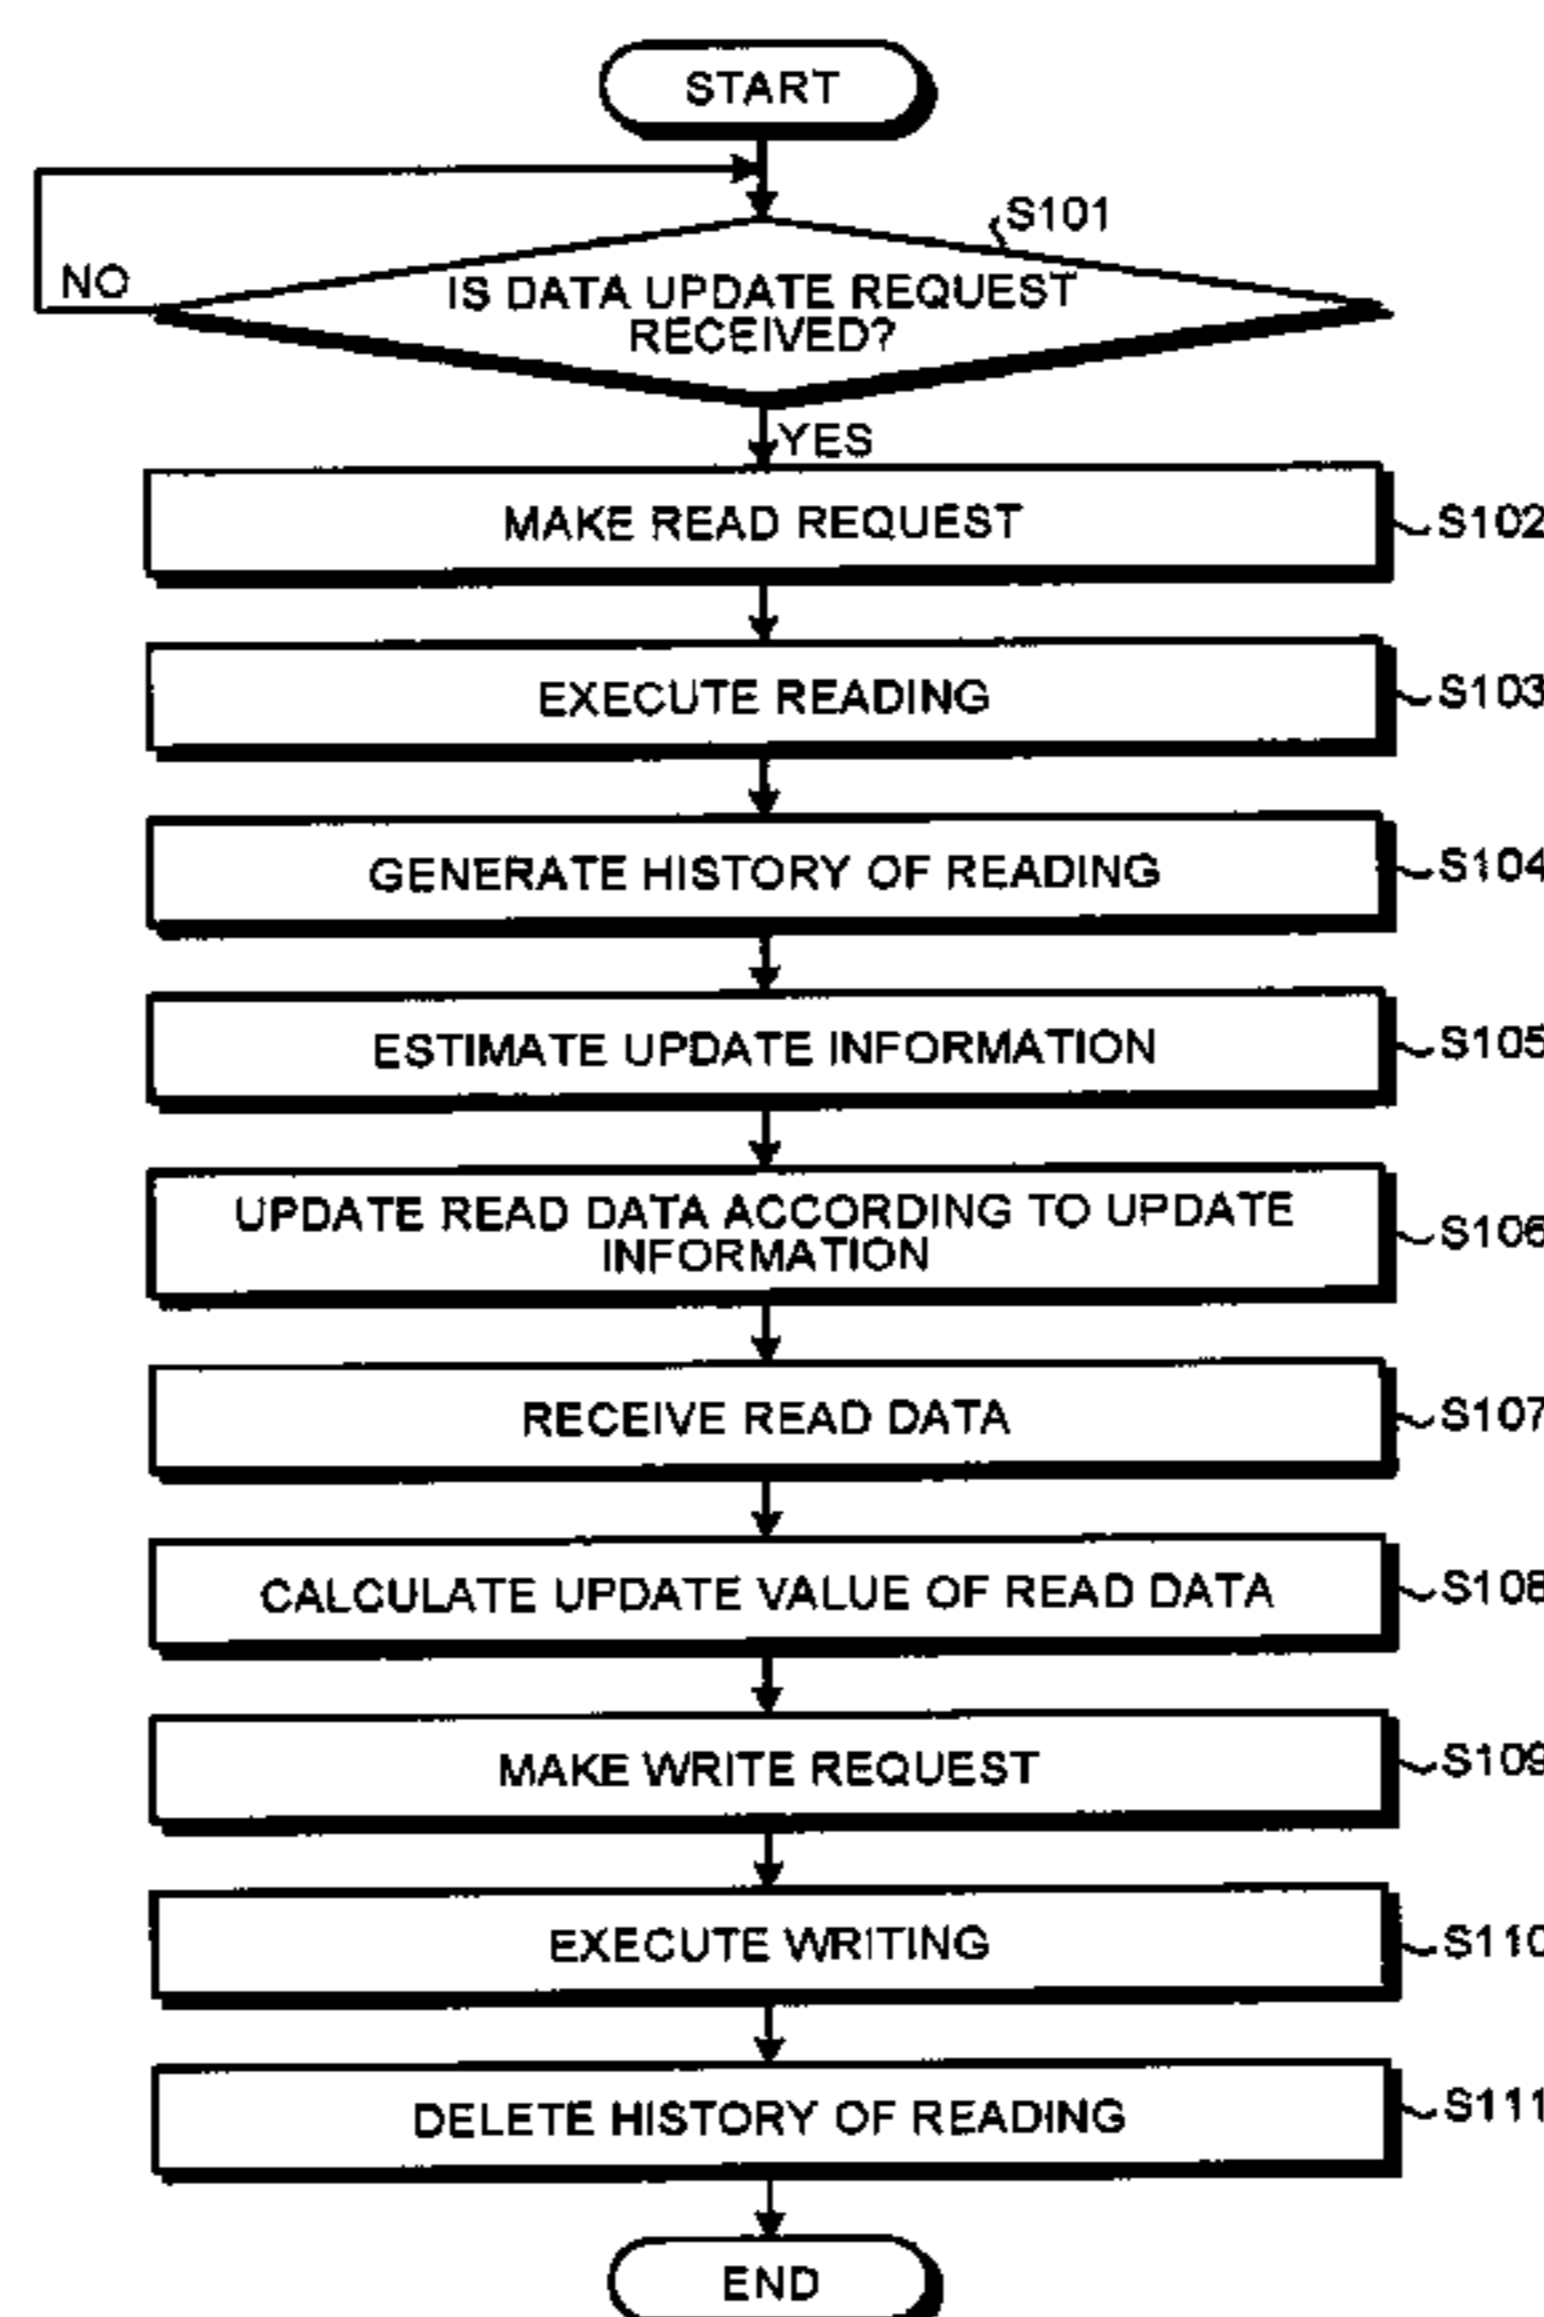 START
S101
NO
IS DATA UPDATE REQUEST
RECEIVED?
YES
MAKE READ REQUEST
S102
EXECUTE READING
S103
GENERATE HISTORY OF READING
S104
ESTIMATE UPDATE INFORMATION
S105
UPDATE READ DATA ACCORDING TO UPDATE
INFORMATION
S106
RECEIVE READ DATA
S107
CALCULATE UPDATE VALUE OF READ DATA
S108
MAKE WRITE REQUEST
S109
EXECUTE WRITING
S110
DELETE HISTORY OF READING
S111
END